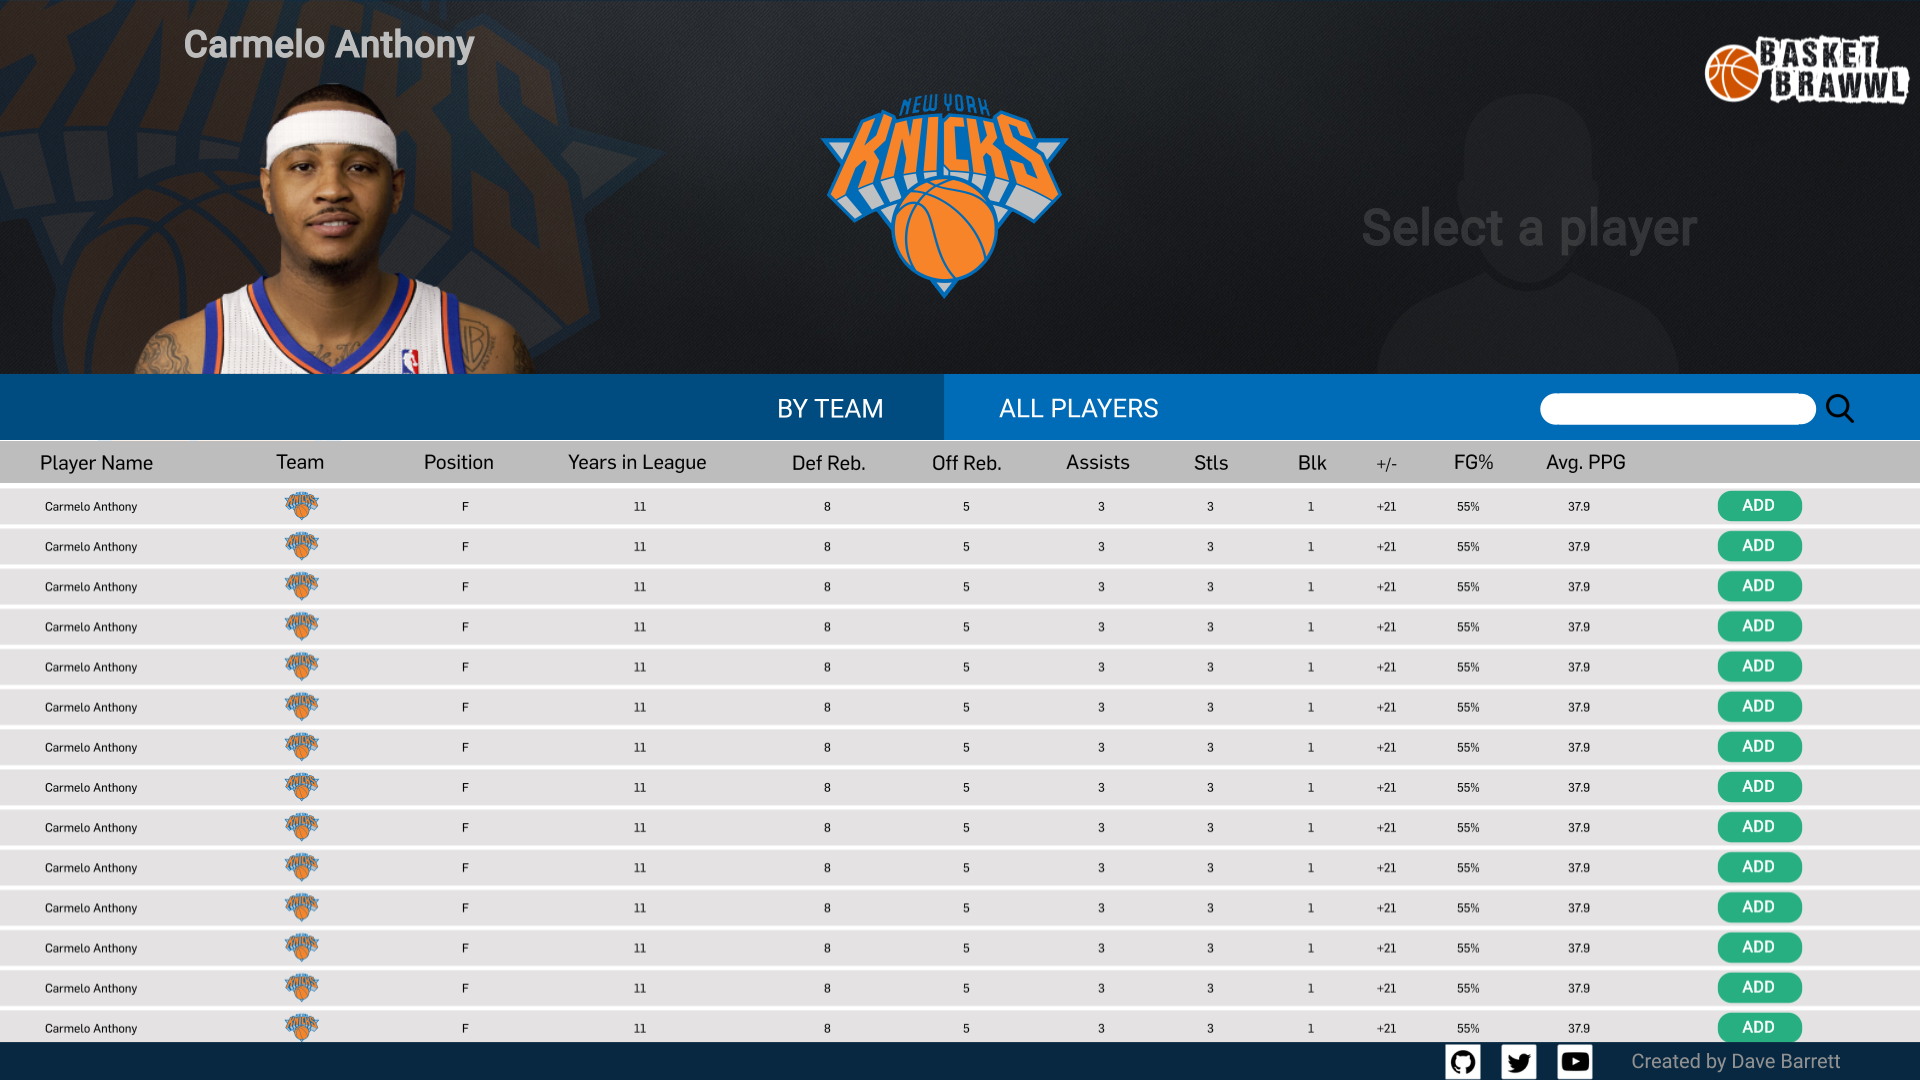 Carmelo Anthony
NEW YORK
KNICKS
BASKET
BRAWWL
Select a player
BY TEAM
ALL PLAYERS
Player Name Team Position Years in League Def Reb. Off Reb. Assists Stls Blk +/- FG% Avg. PPG
Carmelo Anthony F 11 8 5 3 3 1 +21 55% 37.9 ADD
Carmelo Anthony F 11 8 5 3 3 1 +21 55% 37.9 ADD
Carmelo Anthony F 11 8 5 3 3 1 +21 55% 37.9 ADD
Carmelo Anthony F 11 8 5 3 3 1 +21 55% 37.9 ADD
Carmelo Anthony F 11 8 5 3 3 1 +21 55% 37.9 ADD
Carmelo Anthony F 11 8 5 3 3 1 +21 55% 37.9 ADD
Carmelo Anthony F 11 8 5 3 3 1 +21 55% 37.9 ADD
Carmelo Anthony F 11 8 5 3 3 1 +21 55% 37.9 ADD
Carmelo Anthony F 11 8 5 3 3 1 +21 55% 37.9 ADD
Carmelo Anthony F 11 8 5 3 3 1 +21 55% 37.9 ADD
Carmelo Anthony F 11 8 5 3 3 1 +21 55% 37.9 ADD
Carmelo Anthony F 11 8 5 3 3 1 +21 55% 37.9 ADD
Carmelo Anthony F 11 8 5 3 3 1 +21 55% 37.9 ADD
Carmelo Anthony F 11 8 5 3 3 1 +21 55% 37.9 ADD
Created by Dave Barrett